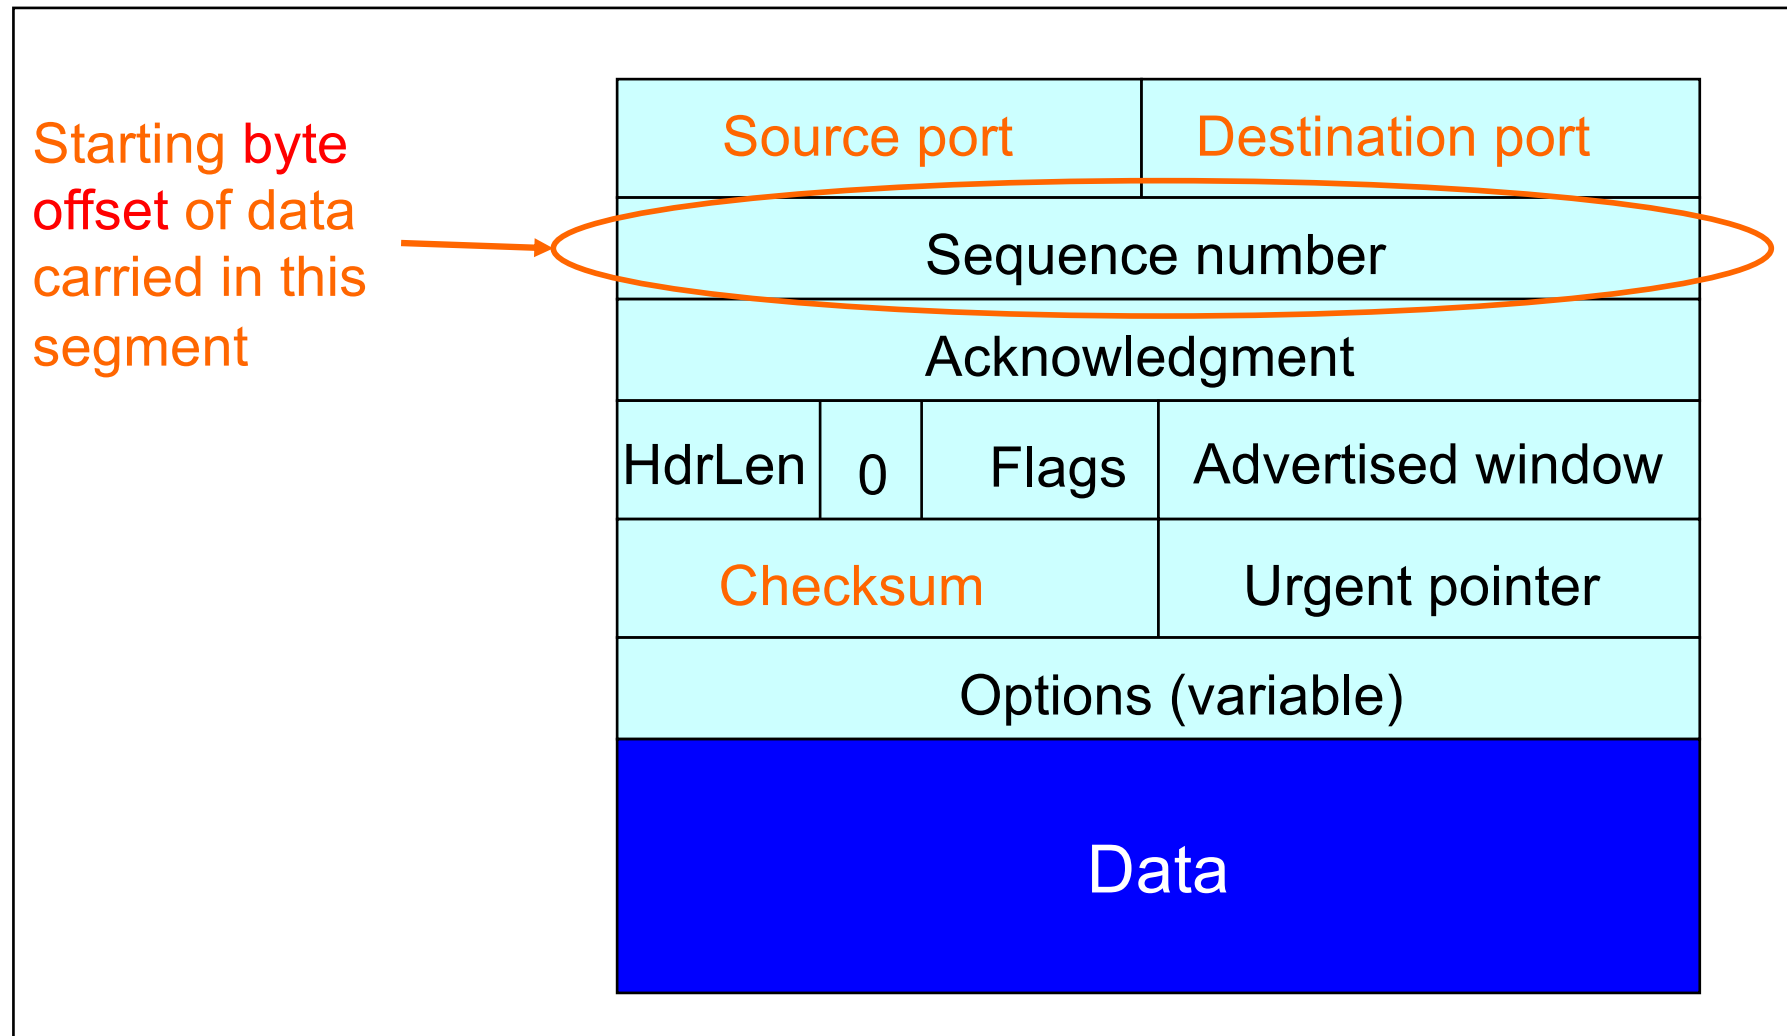 Starting byte
offset of data
carried in this
segment
Source port
Destination port
Sequence number
Acknowledgment
HdrLen
0
Flags
Advertised window
Checksum
Urgent pointer
Options (variable)
Data